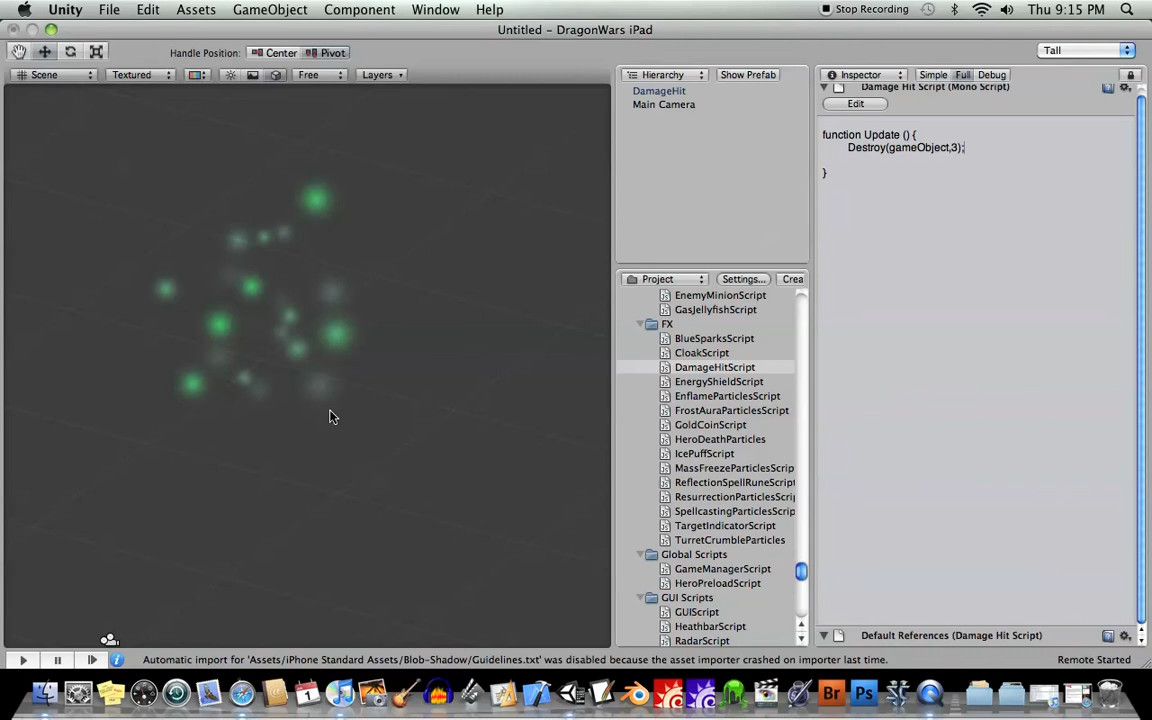 Unity File Edit Assets GameObject Component Window Help Stop Recording Thu 9:15 PM
Untitled – DragonWars iPad
Handle Position: Center Pivot Tall
Scene Textured Free Layers Hierarchy Show Prefab Inspector Simple Full Debug
DamageHit
Main Camera
Damage Hit Script (Mono Script)
Edit
function Update () {
Destroy(gameObject,3);
}
Project Settings... Crea
EnemyMinionScript
GasJellyfishScript
FX
BlueSparksScript
CloakScript
DamageHitScript
EnergyShieldScript
EnflameParticlesScript
FrostAuraParticlesScript
GoldCoinScript
HeroDeathParticles
IcePuffScript
MassFreezeParticlesScrip
ReflectionSpellRuneScript
ResurrectionParticlesScrip
SpellcastingParticlesScrip
TargetIndicatorScript
TurretCrumbleParticles
Global Scripts
GameManagerScript
HeroPreloadScript
GUI Scripts
GUIScript
HeathbarScript
RadarScript
Default References (Damage Hit Script)
Automatic import for 'Assets/iPhone Standard Assets/Blob-Shadow/Guidelines.txt' was disabled because the asset importer crashed on importer last time. Remote Started
1 Br Ps